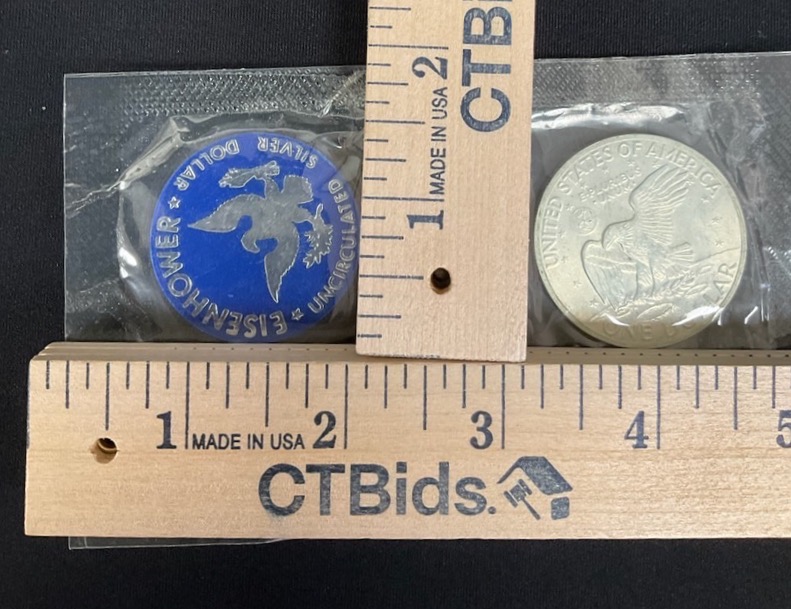 EISENHOWER ★ UNCIRCULATED SILVER DOLLAR ★
1 MADE IN USA 2
CTB
UNITED STATES OF AMERICA
E PLURIBUS UNUM
ONE DOLLAR
1 MADE IN USA 2 3 4 5
CTBids.